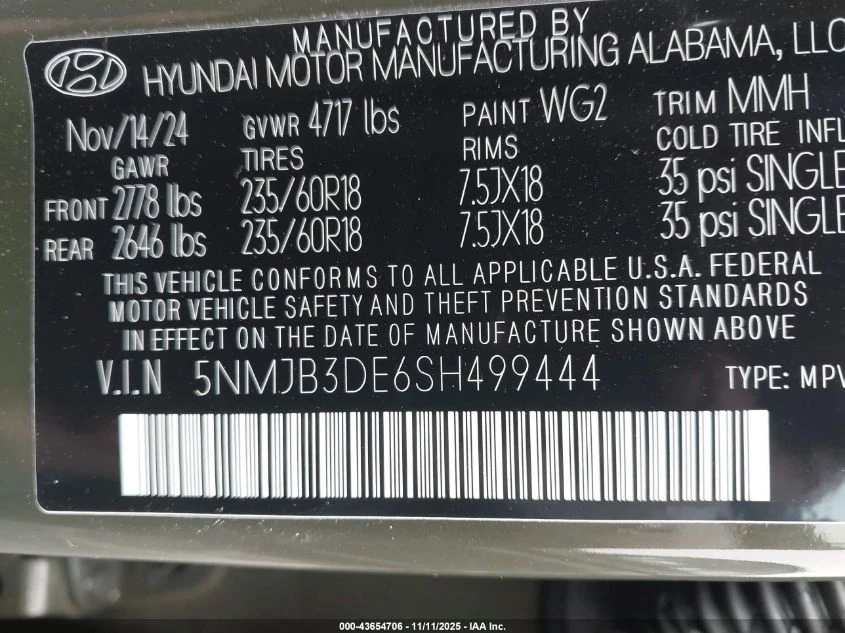 MANUFACTURED BY
HYUNDAI MOTOR MANUFACTURING ALABAMA, LLC
Nov/14/24 GVWR 4717 lbs PAINT WG2 TRIM MMH
GAWR TIRES RIMS COLD TIRE INFL
FRONT 2778 lbs 235/60R18 7.5JX18 35 psi SINGLE
REAR 2646 lbs 235/60R18 7.5JX18 35 psi SINGLE
THIS VEHICLE CONFORMS TO ALL APPLICABLE U.S.A. FEDERAL
MOTOR VEHICLE SAFETY AND THEFT PREVENTION STANDARDS
IN EFFECT ON THE DATE OF MANUFACTURE SHOWN ABOVE
V.I.N 5NMJB3DE6SH499444 TYPE: MPV
000-43654706 - 11/11/2025 - IAA Inc.